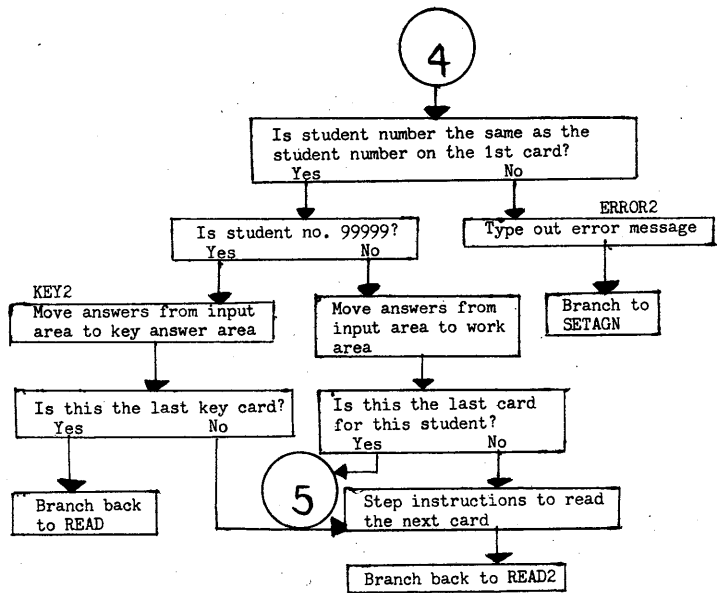 4
Is student number the same as the
student number on the 1st card?
Yes No
ERROR2
Is student no. 99999?
Yes No
Type out error message
KEY2
Move answers from input
area to key answer area
Move answers from
input area to work
area
Branch to
SETAGN
Is this the last key card?
Yes No
Is this the last card
for this student?
Yes No
5
Branch back
to READ
Step instructions to read
the next card
Branch back to READ2